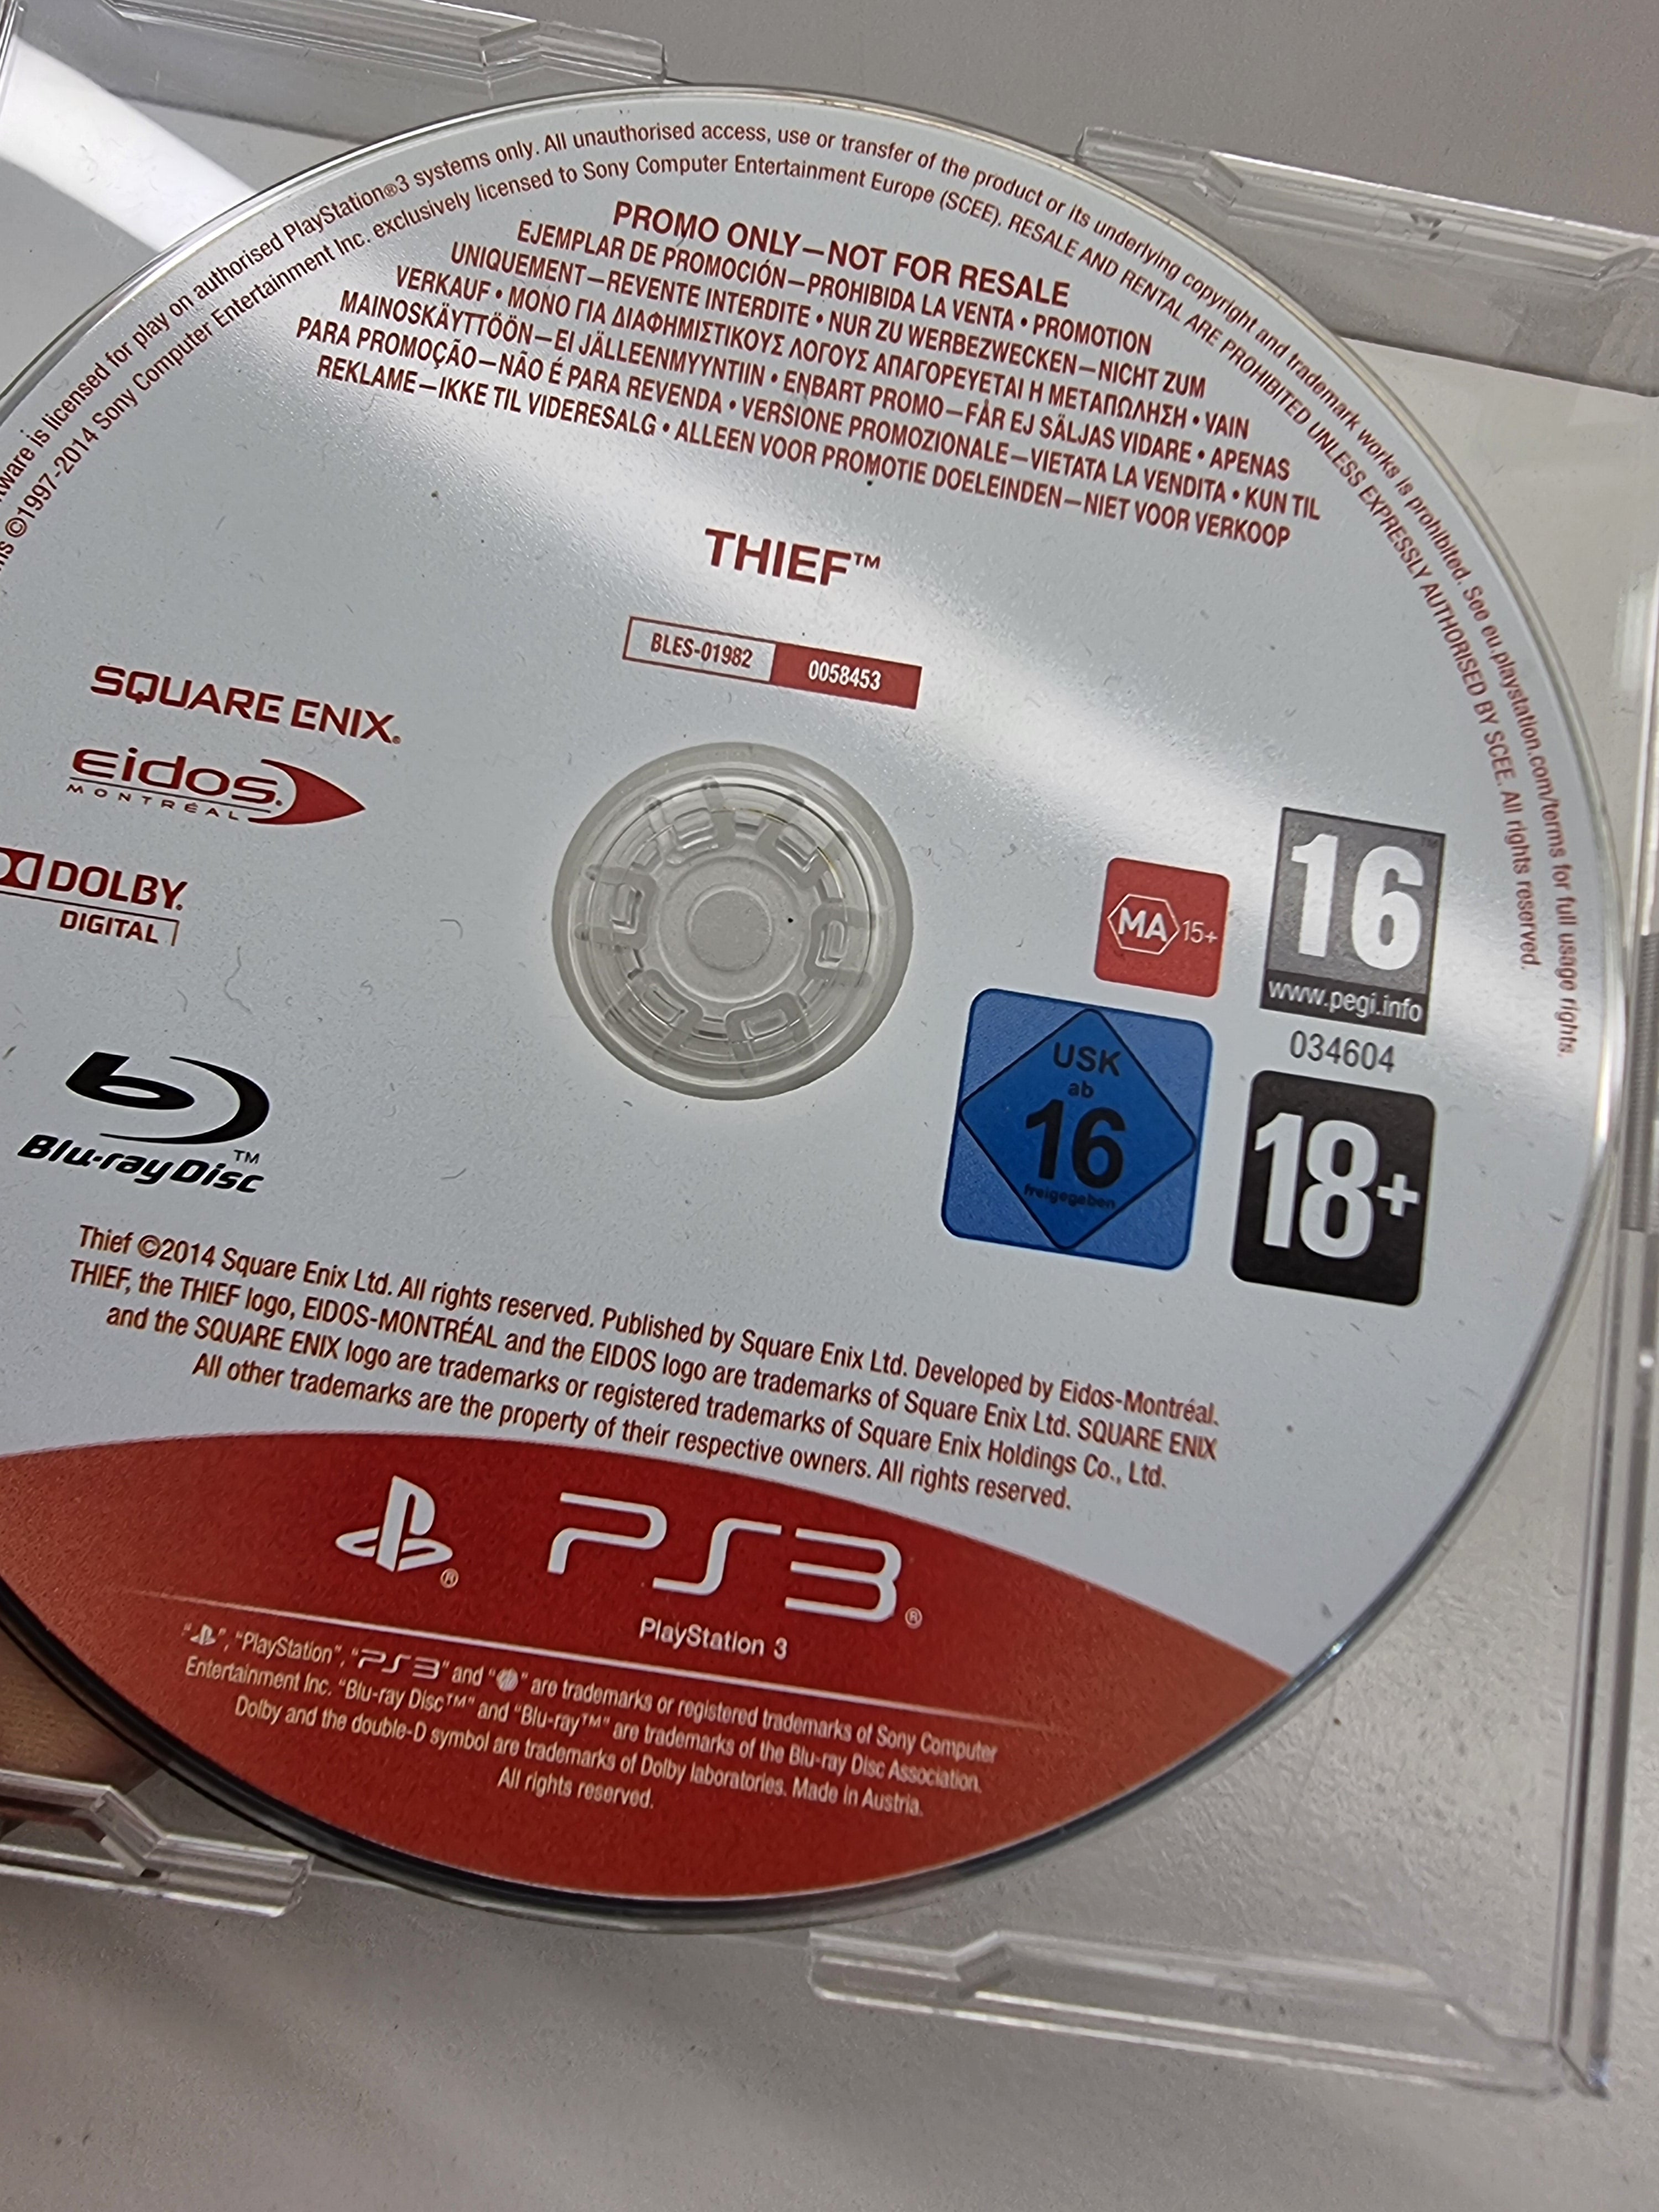 ware is licensed for play on authorised PlayStation®3 systems only. All unauthorised access, use or transfer of the product or its underlying copyright and trademark works is prohibited. See eu.playstation.com/terms for full usage rights.
©1997-2014 Sony Computer Entertainment Inc. exclusively licensed to Sony Computer Entertainment Europe (SCEE). RESALE AND RENTAL ARE PROHIBITED UNLESS EXPRESSLY AUTHORISED BY SCEE. All rights reserved.
PROMO ONLY—NOT FOR RESALE
EJEMPLAR DE PROMOCIÓN—PROHIBIDA LA VENTA • PROMOTION
UNIQUEMENT—REVENTE INTERDITE • NUR ZU WERBEZWECKEN—NICHT ZUM
VERKAUF • ΜΟΝΟ ΓΙΑ ΔΙΑΦΗΜΙΣΤΙΚΟΥΣ ΛΟΓΟΥΣ ΑΠΑΓΟΡΕΥΕΤΑΙ Η ΜΕΤΑΠΩΛΗΣΗ • VAIN
MAINOSKÄYTTÖÖN—EI JÄLLEENMYYNTIIN • ENBART PROMO—FÅR EJ SÄLJAS VIDARE • APENAS
PARA PROMOÇÃO—NÃO É PARA REVENDA • VERSIONE PROMOZIONALE—VIETATA LA VENDITA • KUN TIL
REKLAME—IKKE TIL VIDERESALG • ALLEEN VOOR PROMOTIE DOELEINDEN—NIET VOOR VERKOOP
THIEF™
BLES-01982 0058453
SQUARE ENIX®
eidos®
MONTRÉAL
DOLBY®
DIGITAL
Blu-ray Disc™
MA 15+
16™
www.pegi.info
034604
USK
ab
16
freigegeben
18+
Thief ©2014 Square Enix Ltd. All rights reserved. Published by Square Enix Ltd. Developed by Eidos-Montréal.
THIEF, the THIEF logo, EIDOS-MONTRÉAL and the EIDOS logo are trademarks of Square Enix Ltd. SQUARE ENIX
and the SQUARE ENIX logo are trademarks or registered trademarks of Square Enix Holdings Co., Ltd.
All other trademarks are the property of their respective owners. All rights reserved.
® PS3®
PlayStation 3
“ ”, “PlayStation”, “PS3” and “ ” are trademarks or registered trademarks of Sony Computer
Entertainment Inc. “Blu-ray Disc™” and “Blu-ray™” are trademarks of the Blu-ray Disc Association.
Dolby and the double-D symbol are trademarks of Dolby laboratories. Made in Austria.
All rights reserved.